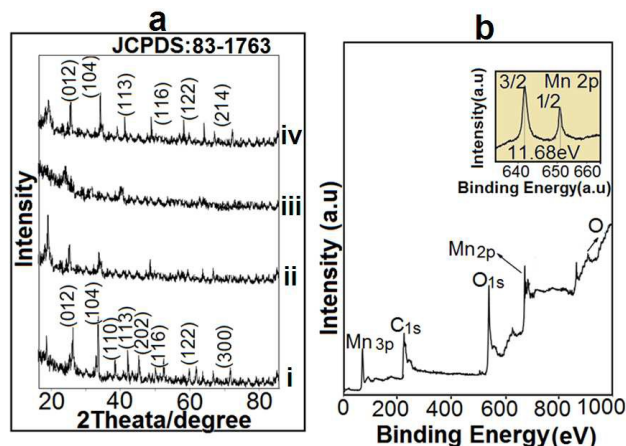 a
JCPDS:83-1763
(012)
(104)
(113)
(116)
(122)
(214)
iv
iii
ii
(012)
(104)
(110)
(113)
(202)
(116)
(122)
(300)
i
Intensity
20 40 60 80
2Theata/degree
b
Mn 2p
3/2
1/2
11.68eV
Intensity(a.u)
640 650 660
Binding Energy(a.u)
O
Mn2p
O1s
C1s
Mn 3p
Intensity (a.u)
0 200 400 600 800 1000
Binding Energy (eV)